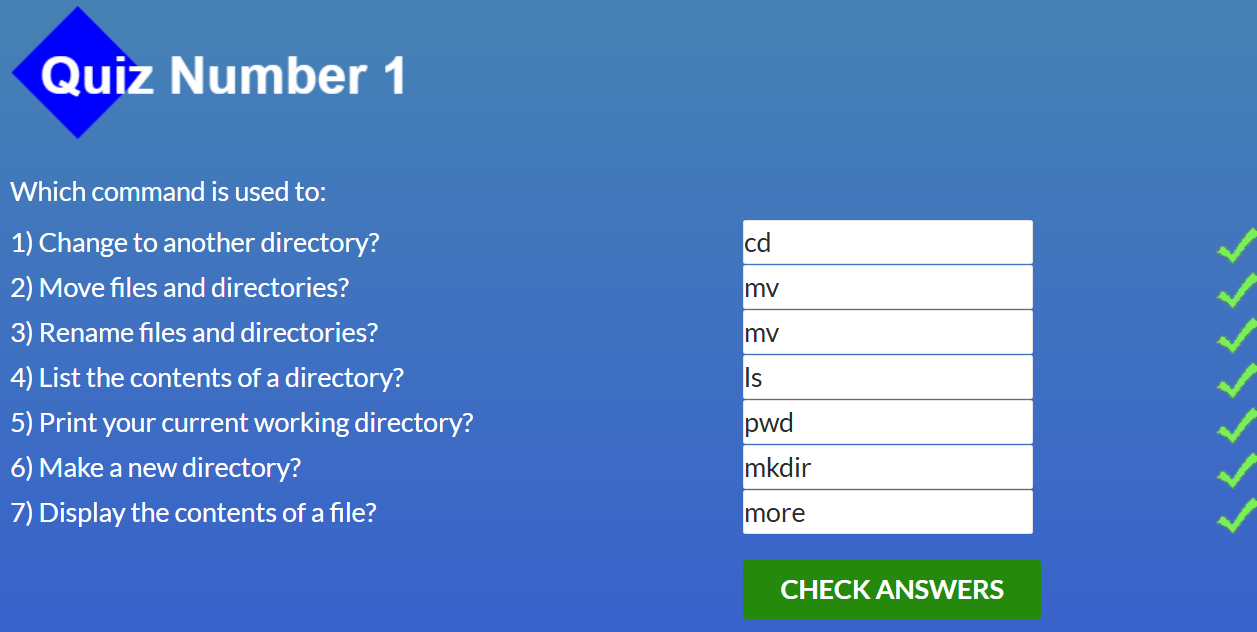 Quiz Number 1
Which command is used to:
1) Change to another directory? cd
2) Move files and directories? mv
3) Rename files and directories? mv
4) List the contents of a directory? ls
5) Print your current working directory? pwd
6) Make a new directory? mkdir
7) Display the contents of a file? more
CHECK ANSWERS